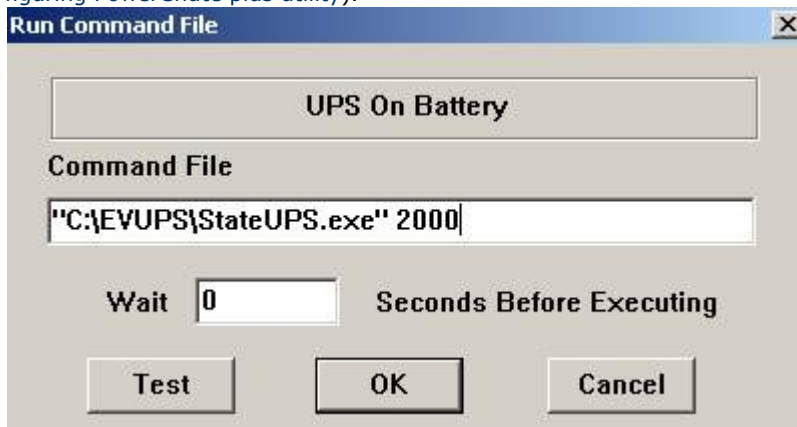 Run Command File
UPS On Battery
Command File
"C:\EVUPS\StateUPS.exe" 2000
Wait 0 Seconds Before Executing
Test OK Cancel